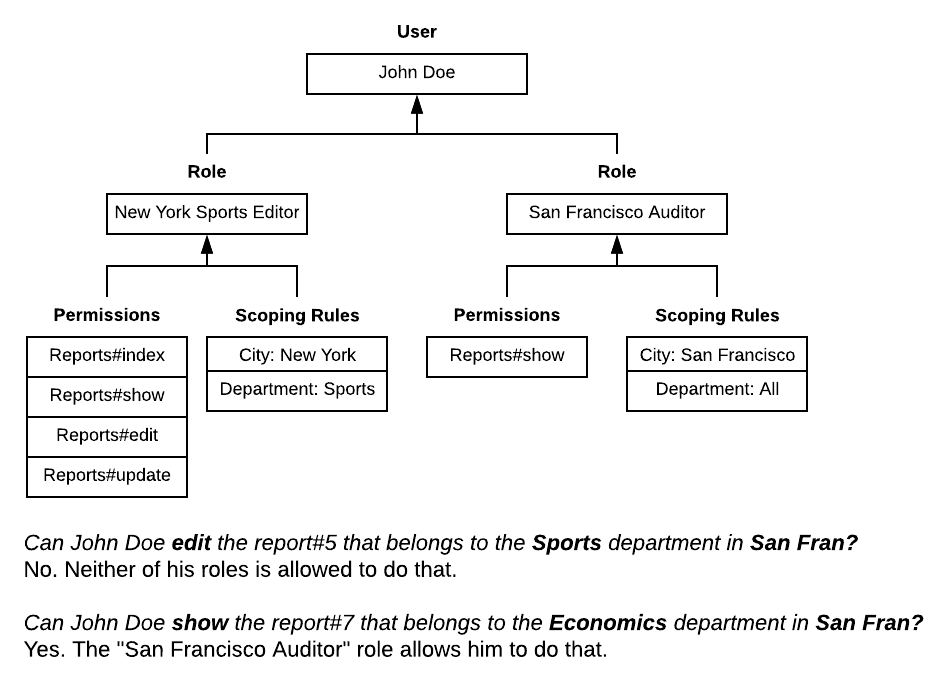 User
John Doe
Role
Role
New York Sports Editor
San Francisco Auditor
Permissions
Scoping Rules
Permissions
Scoping Rules
Reports#index
City: New York
Reports#show
City: San Francisco
Reports#show
Department: Sports
Department: All
Reports#edit
Reports#update
Can John Doe edit the report#5 that belongs to the Sports department in San Fran?
No. Neither of his roles is allowed to do that.
Can John Doe show the report#7 that belongs to the Economics department in San Fran?
Yes. The "San Francisco Auditor" role allows him to do that.